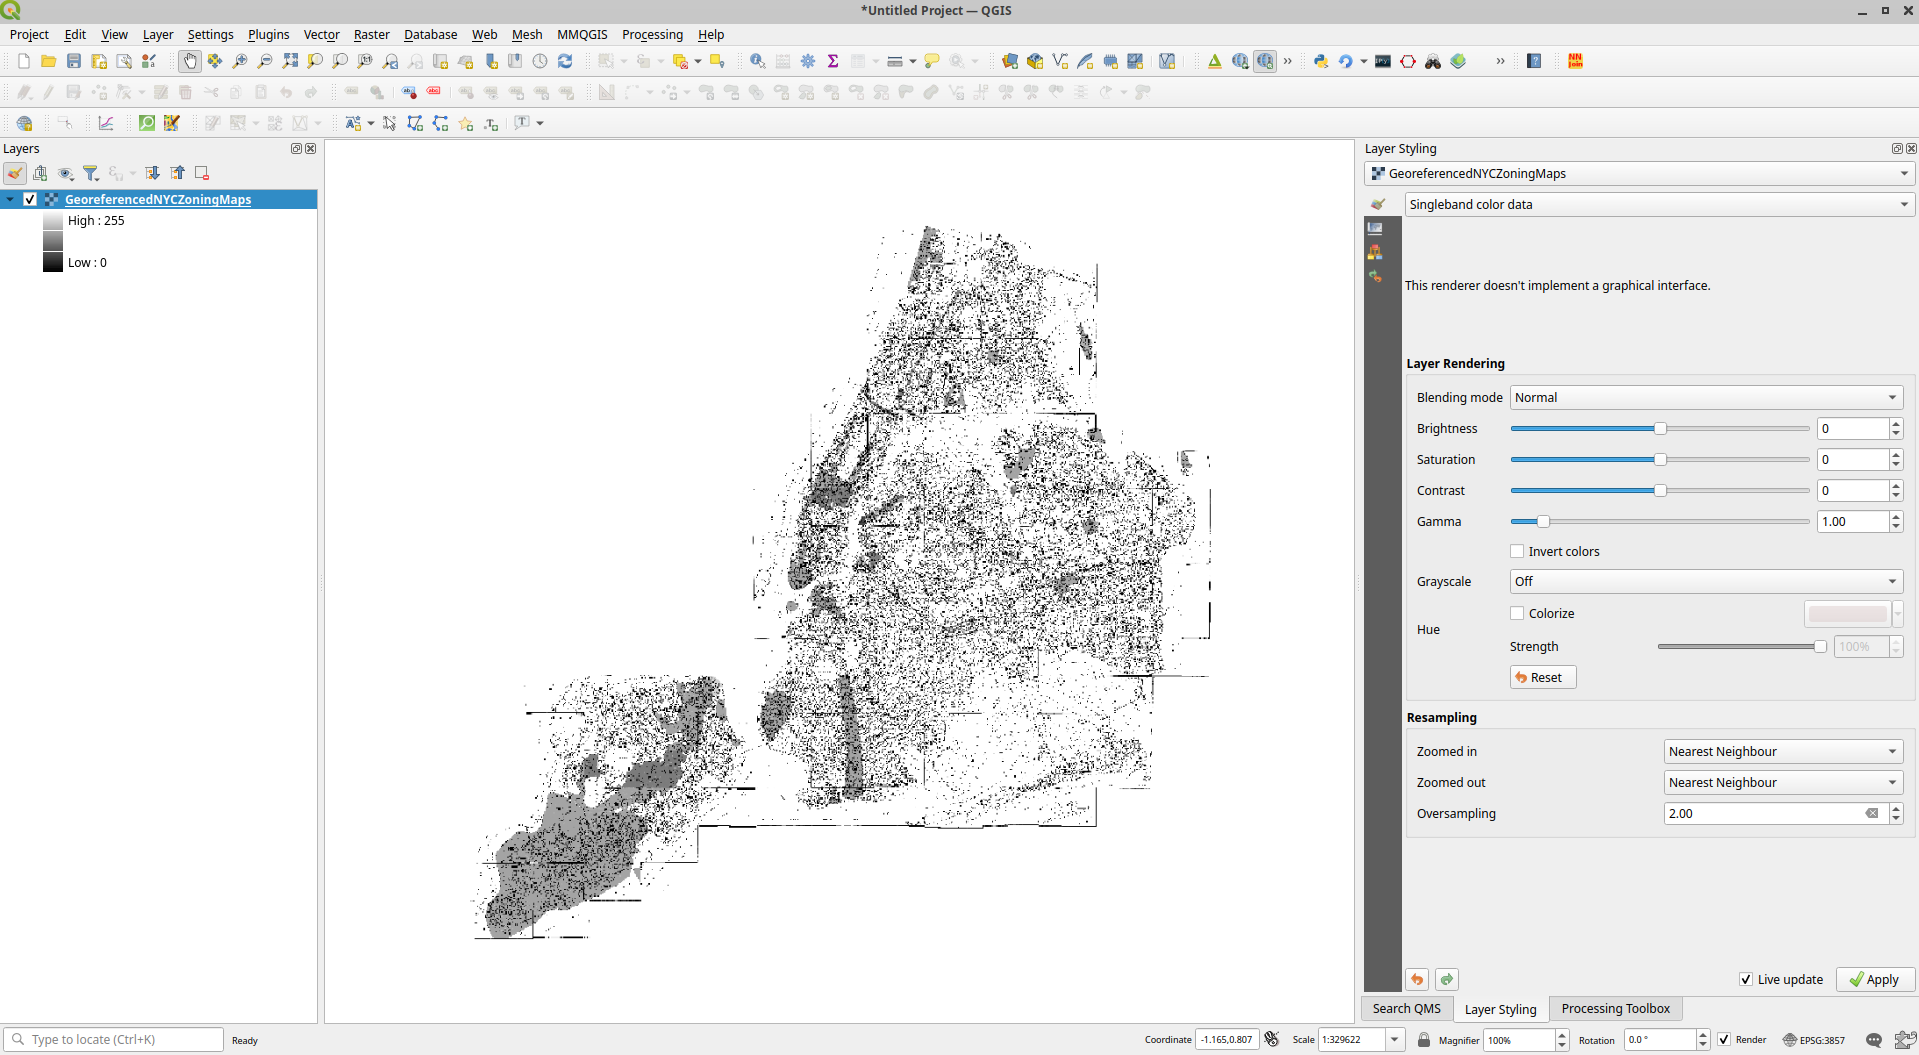 *Untitled Project — QGIS
Project Edit View Layer Settings Plugins Vector Raster Database Web Mesh MMQGIS Processing Help
Layers
GeoreferencedNYCZoningMaps
High : 255
Low : 0
Layer Styling
GeoreferencedNYCZoningMaps
Singleband color data
This renderer doesn't implement a graphical interface.
Layer Rendering
Blending mode Normal
Brightness 0
Saturation 0
Contrast 0
Gamma 1.00
Invert colors
Grayscale Off
Hue
Colorize
Strength 100%
Reset
Resampling
Zoomed in Nearest Neighbour
Zoomed out Nearest Neighbour
Oversampling 2.00
Live update Apply
Search QMS Layer Styling Processing Toolbox
Type to locate (Ctrl+K) Ready Coordinate -1.165,0.807 Scale 1:329622 Magnifier 100% Rotation 0.0 ° Render EPSG:3857